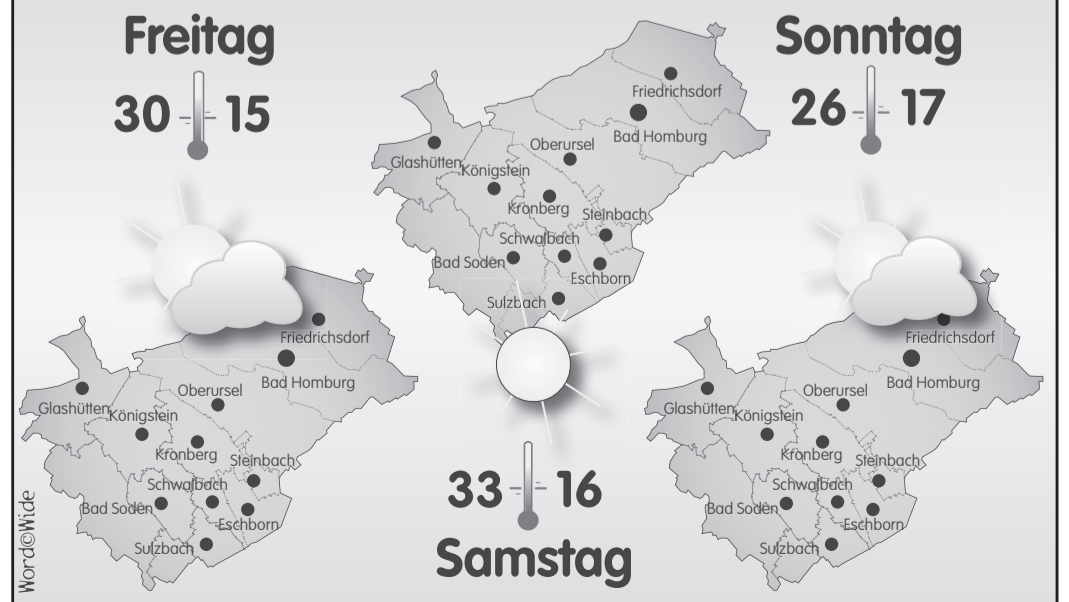 Freitag
30 15
Friedrichsdorf
Bad Homburg
Oberursel
Glashütten
Königstein
Kronberg
Steinbach
Schwalbach
Bad Soden
Eschborn
Sulzbach
Friedrichsdorf
Bad Homburg
Oberursel
Glashütten
Königstein
Kronberg
Steinbach
Schwalbach
Bad Soden
Eschborn
Sulzbach
33 16
Samstag
Sonntag
26 17
Friedrichsdorf
Bad Homburg
Oberursel
Glashütten
Königstein
Kronberg
Steinbach
Schwalbach
Bad Soden
Eschborn
Sulzbach
Word©Wide